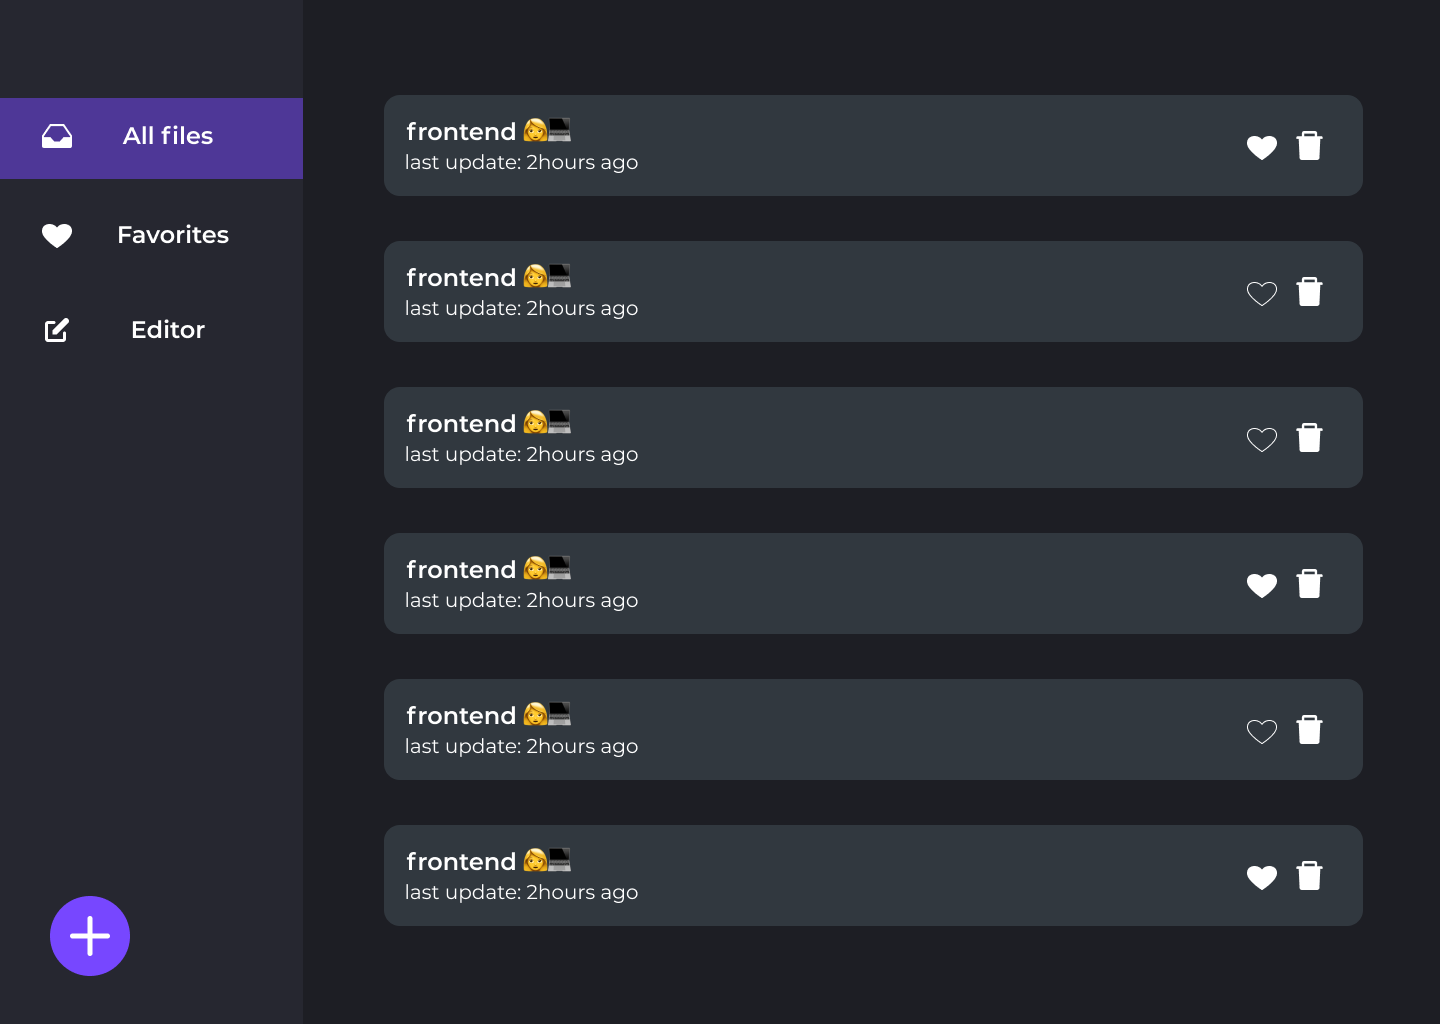 All files
Favorites
Editor
frontend 👩💻
last update: 2hours ago
frontend 👩💻
last update: 2hours ago
frontend 👩💻
last update: 2hours ago
frontend 👩💻
last update: 2hours ago
frontend 👩💻
last update: 2hours ago
frontend 👩💻
last update: 2hours ago